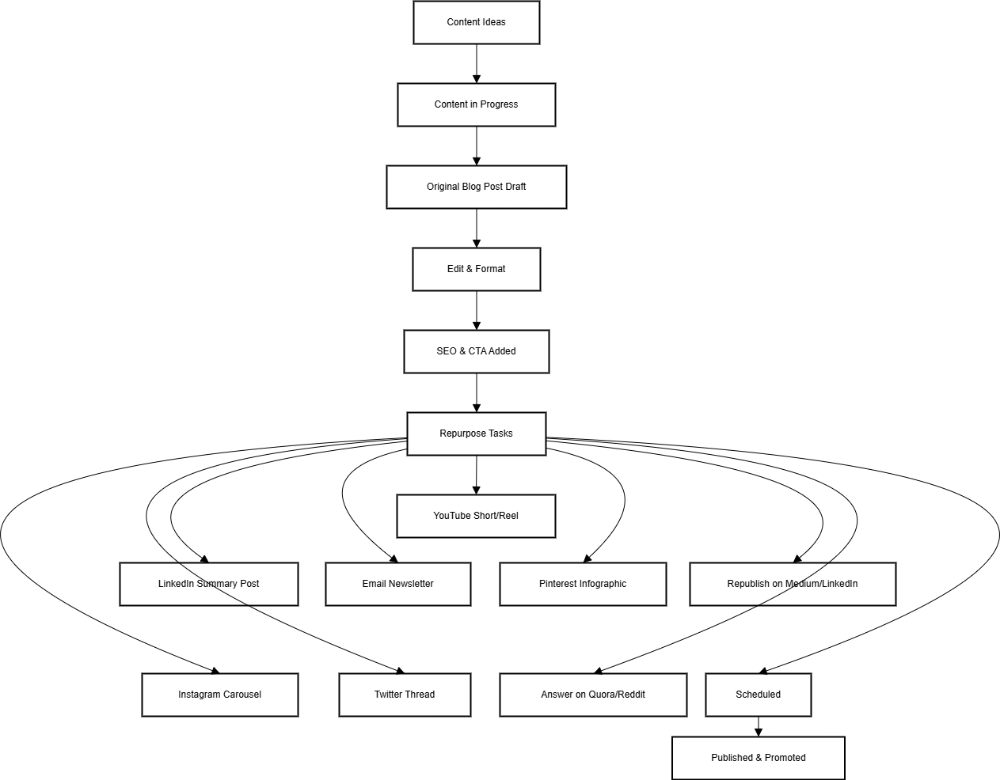 Content Ideas
Content in Progress
Original Blog Post Draft
Edit & Format
SEO & CTA Added
Repurpose Tasks
YouTube Short/Reel
LinkedIn Summary Post
Email Newsletter
Pinterest Infographic
Republish on Medium/LinkedIn
Instagram Carousel
Twitter Thread
Answer on Quora/Reddit
Scheduled
Published & Promoted